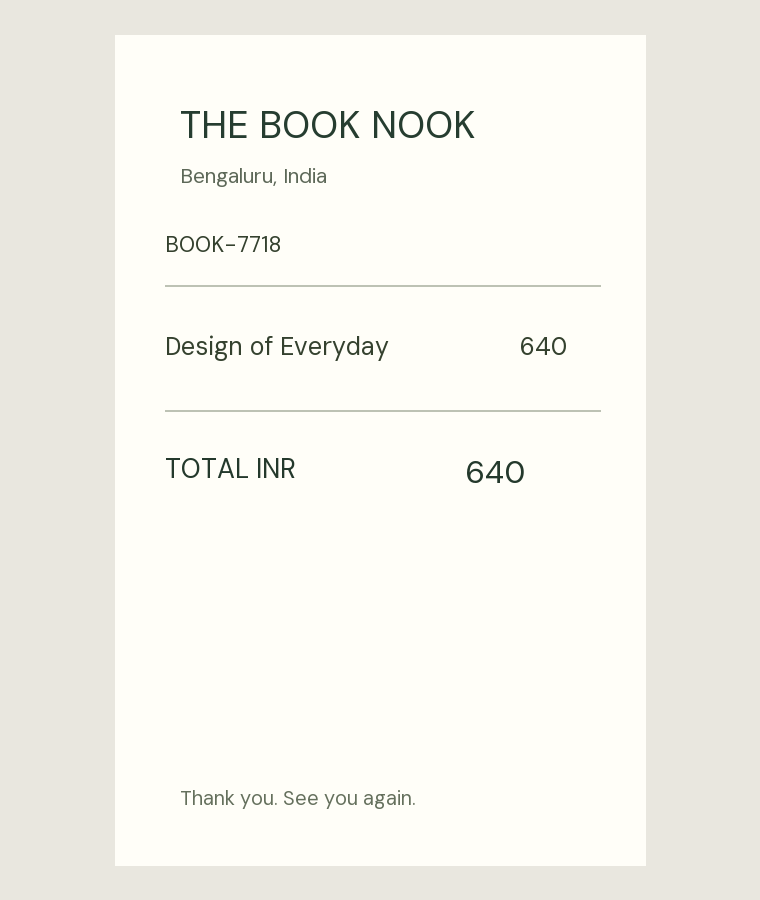 THE BOOK NOOK
Bengaluru, India
BOOK-7718
Design of Everyday 640
TOTAL INR 640
Thank you. See you again.